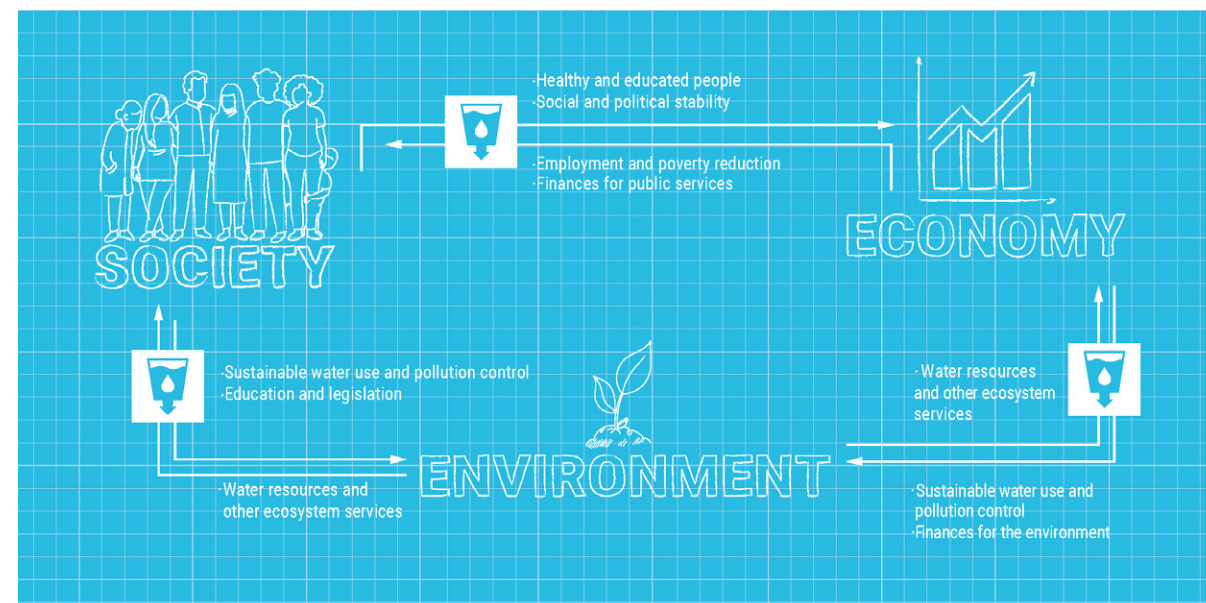 ·Healthy and educated people
·Social and political stability
·Employment and poverty reduction
·Finances for public services
SOCIETY
ECONOMY
·Sustainable water use and pollution control
·Education and legislation
· Water resources
and other ecosystem
services
ENVIRONMENT
·Water resources and
other ecosystem services
·Sustainable water use and
pollution control
·Finances for the environment